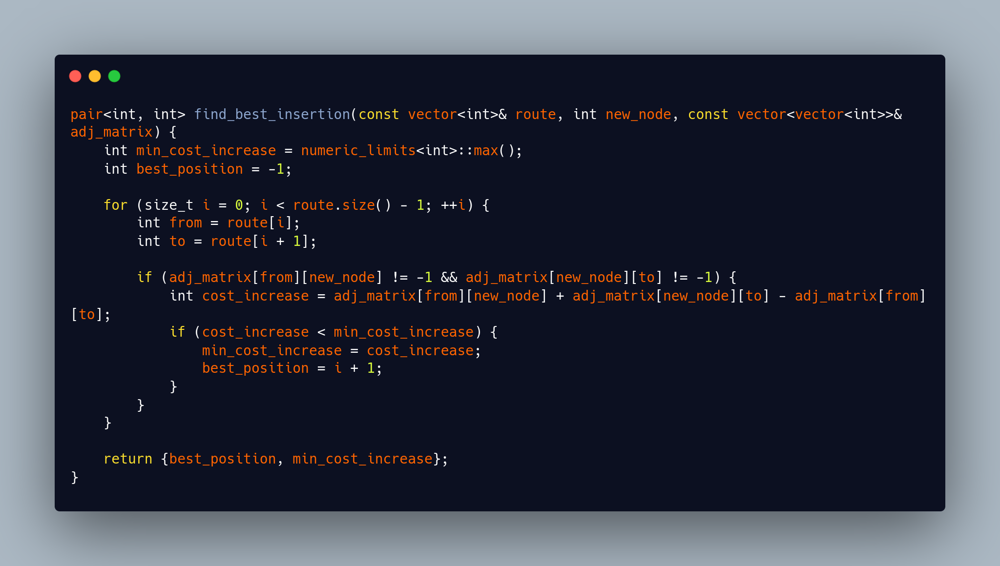 pair<int, int> find_best_insertion(const vector<int>& route, int new_node, const vector<vector<int>>&
adj_matrix) {
    int min_cost_increase = numeric_limits<int>::max();
    int best_position = -1;

    for (size_t i = 0; i < route.size() - 1; ++i) {
        int from = route[i];
        int to = route[i + 1];

        if (adj_matrix[from][new_node] != -1 && adj_matrix[new_node][to] != -1) {
            int cost_increase = adj_matrix[from][new_node] + adj_matrix[new_node][to] - adj_matrix[from]
[to];
            if (cost_increase < min_cost_increase) {
                min_cost_increase = cost_increase;
                best_position = i + 1;
            }
        }
    }

    return {best_position, min_cost_increase};
}